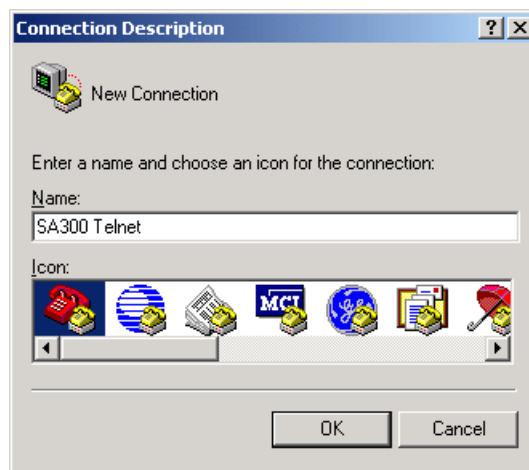 Connection Description
New Connection
Enter a name and choose an icon for the connection:
Name:
SA300 Telnet
Icon:
MCI
OK
Cancel